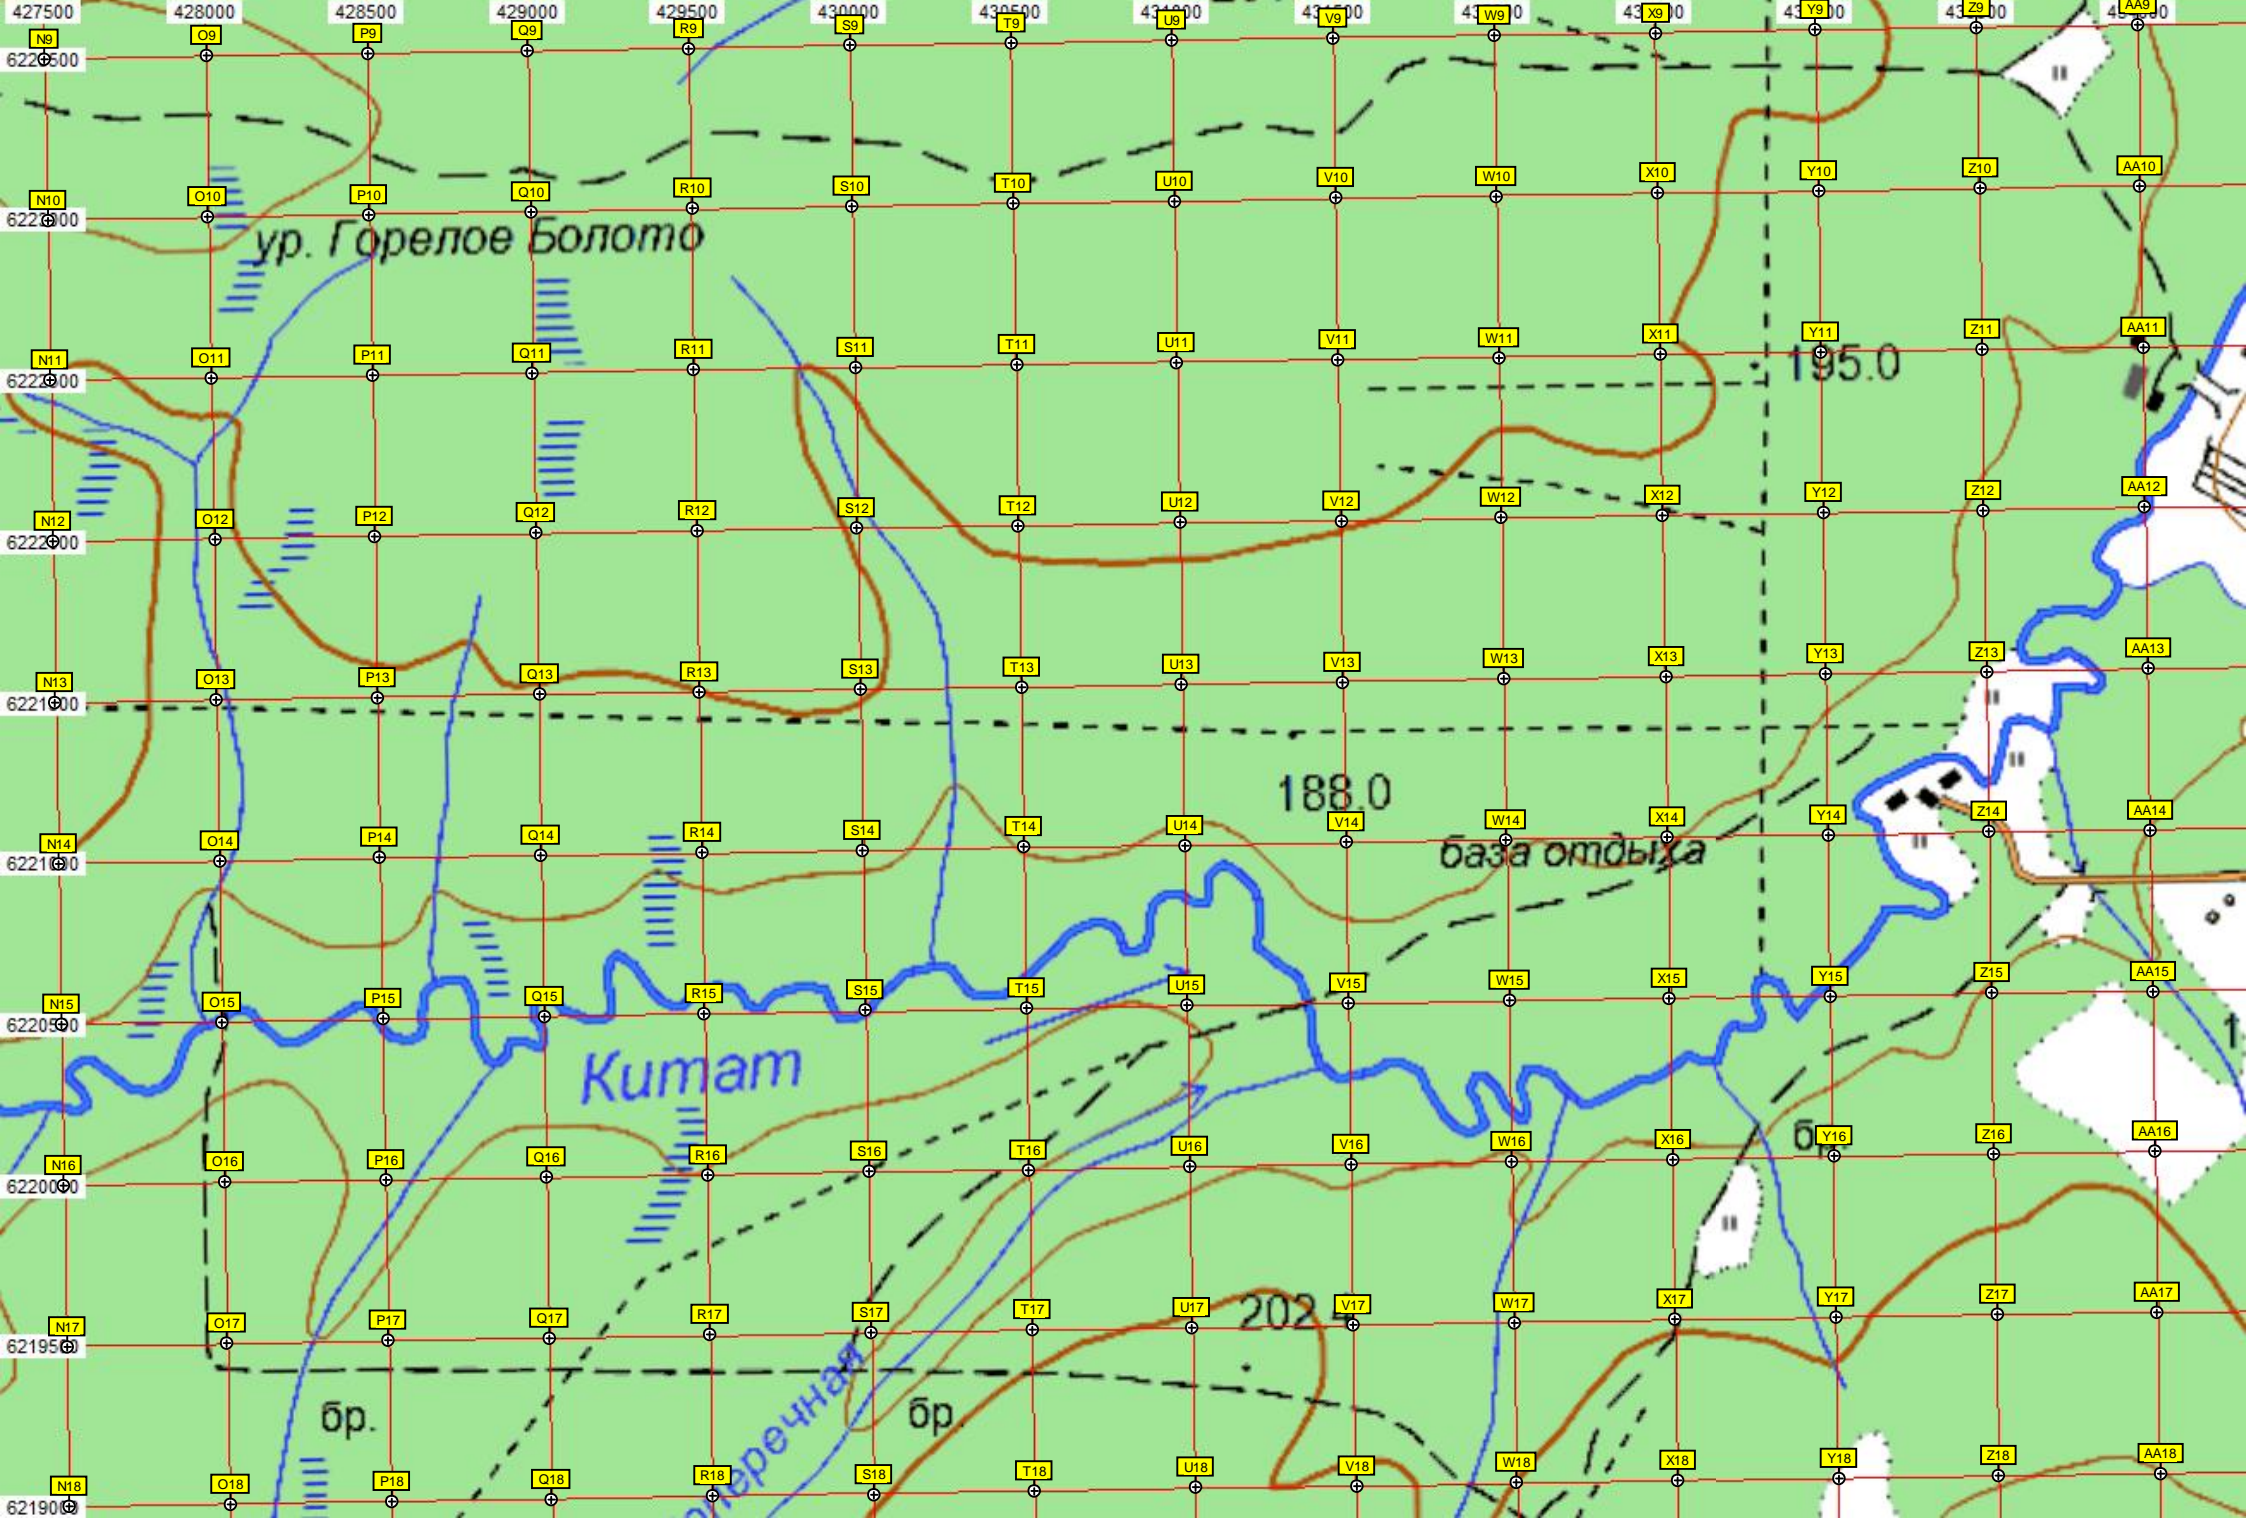 427500 428000 428500 429000 429500 430000
N9 O9 P9 Q9 R9 S9 T9 U9 V9 W9 X9 Y9 Z9 AA9
N10 O10 P10 Q10 R10 S10 T10 U10 V10 W10 X10 Y10 Z10 AA10
ур. Горелое Болото
N11 O11 P11 Q11 R11 S11 T11 U11 V11 W11 X11 Y11 Z11 AA11
195.0
N12 O12 P12 Q12 R12 S12 T12 U12 V12 W12 X12 Y12 Z12 AA12
N13 O13 P13 Q13 R13 S13 T13 U13 V13 W13 X13 Y13 Z13 AA13
188.0
N14 O14 P14 Q14 R14 S14 T14 U14 V14 W14 X14 Y14 Z14 AA14
база отдыха
N15 O15 P15 Q15 R15 S15 T15 U15 V15 W15 X15 Y15 Z15 AA15
6220500
Китат
N16 O16 P16 Q16 R16 S16 T16 U16 V16 W16 X16 Y16 Z16 AA16
6220000
N17 O17 P17 Q17 R17 S17 T17 U17 V17 W17 X17 Y17 Z17 AA17
6219500
202.4
бр.
бр
N18 O18 P18 Q18 R18 S18 T18 U18 V18 W18 X18 Y18 Z18 AA18
6219000